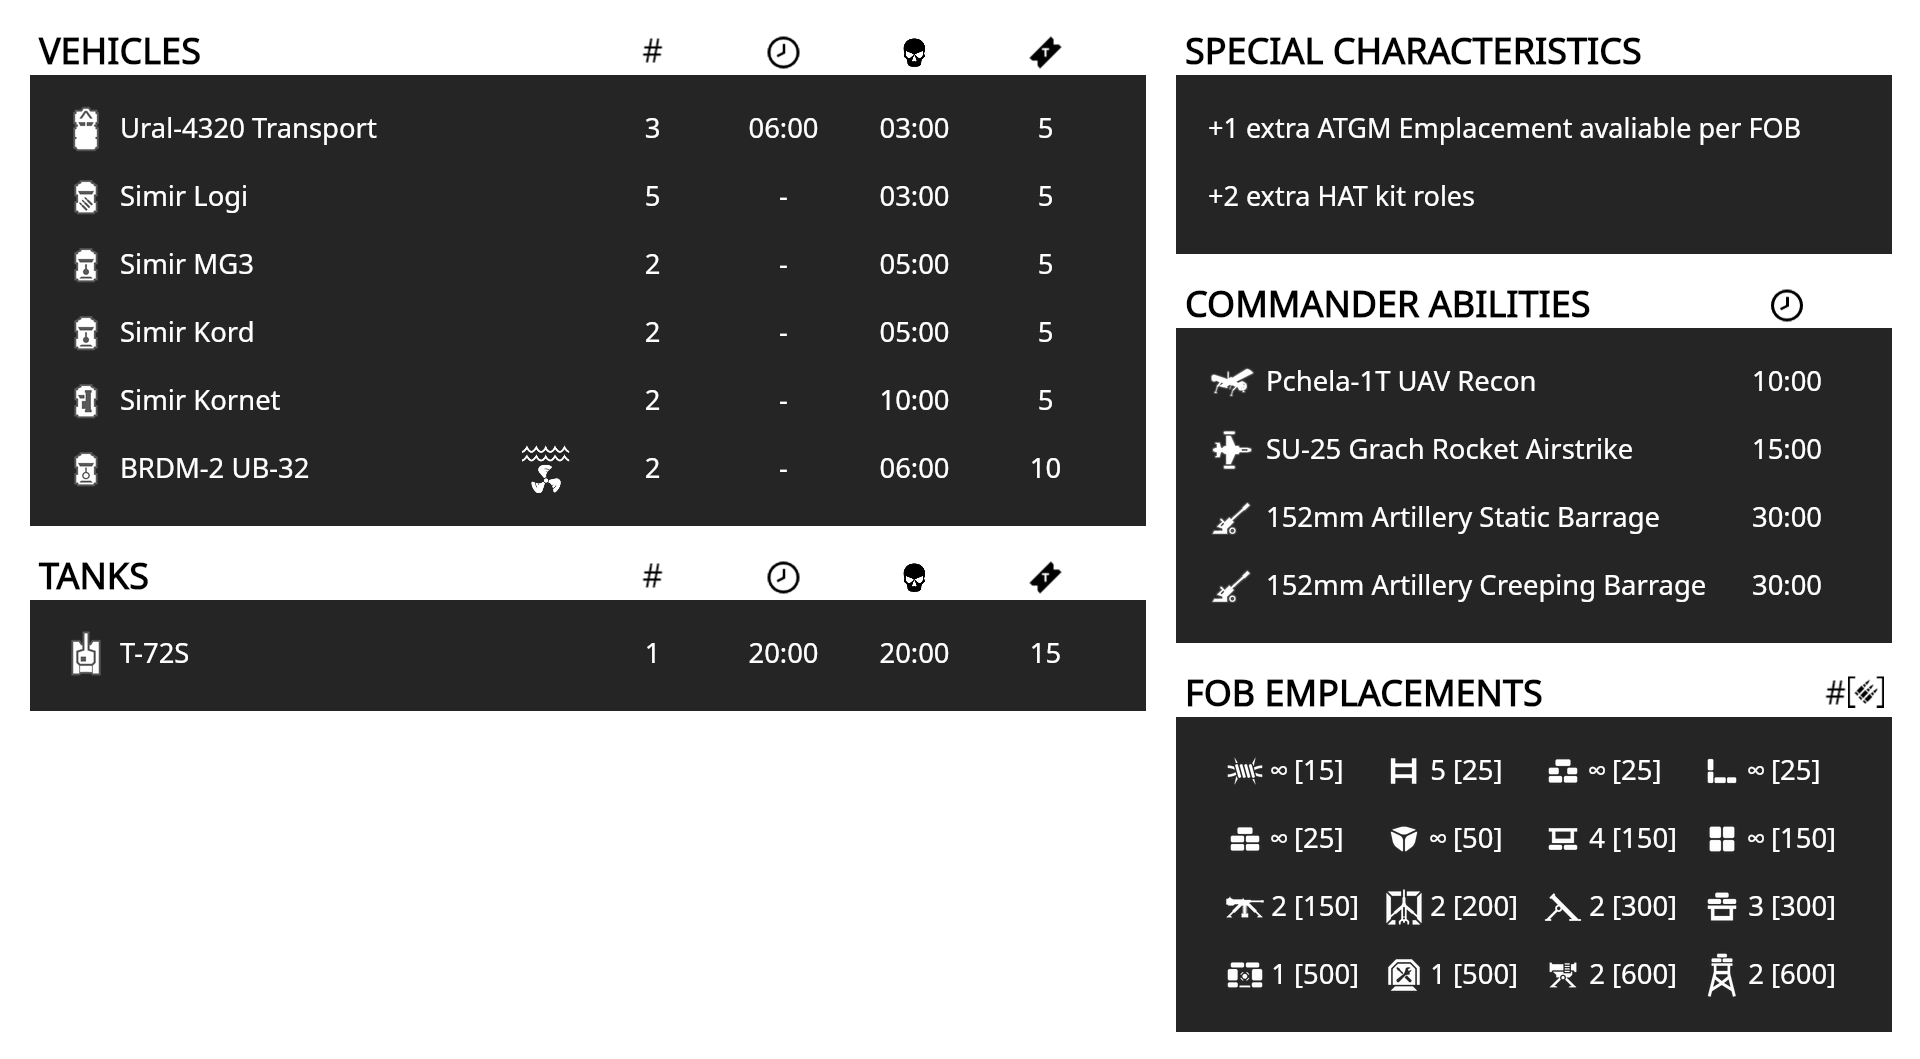 VEHICLES #
Ural-4320 Transport 3 06:00 03:00 5
Simir Logi 5 - 03:00 5
Simir MG3 2 - 05:00 5
Simir Kord 2 - 05:00 5
Simir Kornet 2 - 10:00 5
BRDM-2 UB-32 2 - 06:00 10
TANKS #
T-72S 1 20:00 20:00 15
SPECIAL CHARACTERISTICS
+1 extra ATGM Emplacement avaliable per FOB
+2 extra HAT kit roles
COMMANDER ABILITIES
Pchela-1T UAV Recon 10:00
SU-25 Grach Rocket Airstrike 15:00
152mm Artillery Static Barrage 30:00
152mm Artillery Creeping Barrage 30:00
FOB EMPLACEMENTS #[]
∞ [15] 5 [25] ∞ [25] ∞ [25]
∞ [25] ∞ [50] 4 [150] ∞ [150]
2 [150] 2 [200] 2 [300] 3 [300]
1 [500] 1 [500] 2 [600] 2 [600]